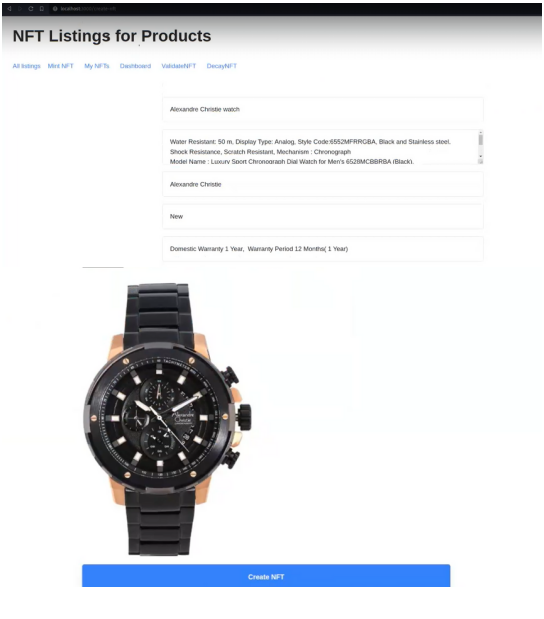 NFT Listings for Products
All listings Mint NFT My NFTs Dashboard ValidateNFT DecayNFT
Alexandre Christie watch
Water Resistant: 50 m, Display Type: Analog, Style Code:6552MFRRGBA, Black and Stainless steel.
Shock Resistance, Scratch Resistant, Mechanism : Chronograph
Model Name : Luxury Sport Chronograph Dial Watch for Men's 6528MCBBRBA (Black).
Alexandre Christie
New
Domestic Warranty 1 Year, Warranty Period 12 Months( 1 Year)
TACHYMETER
Alexandre
Christie
Create NFT